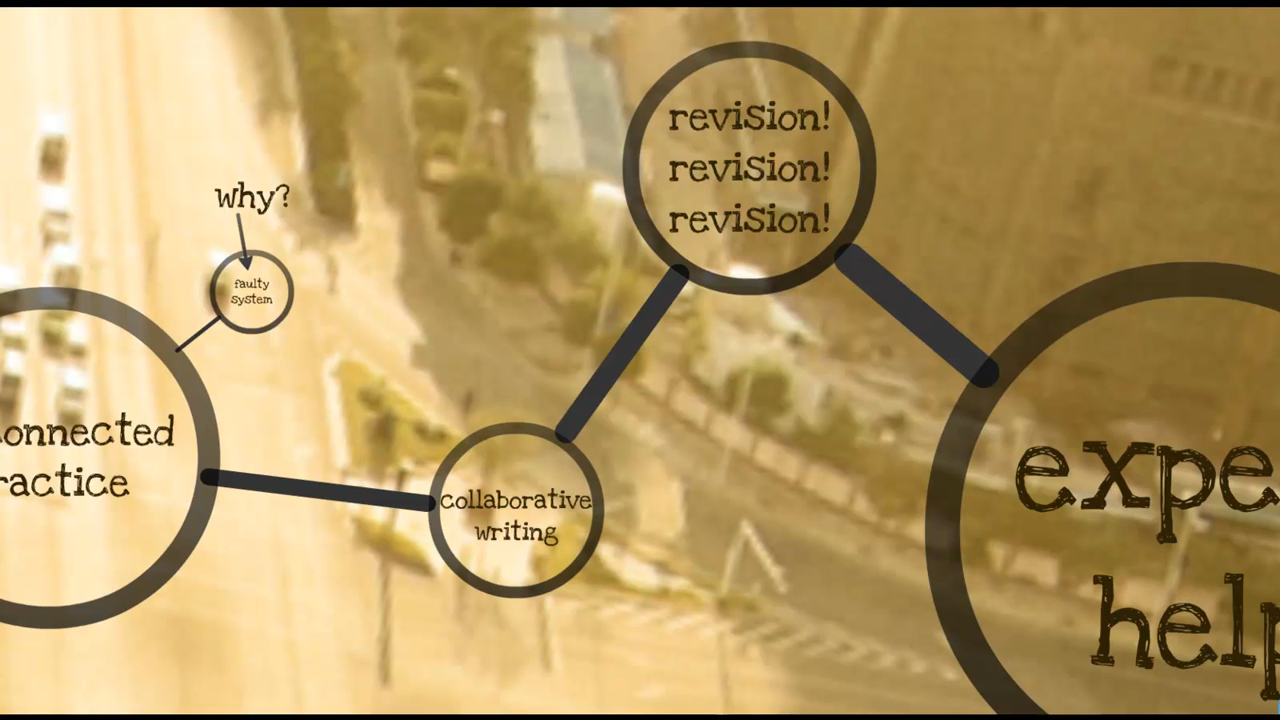 why?
faulty
system
onnected
ractice
collaborative
writing
revision!
revision!
revision!
expe
help